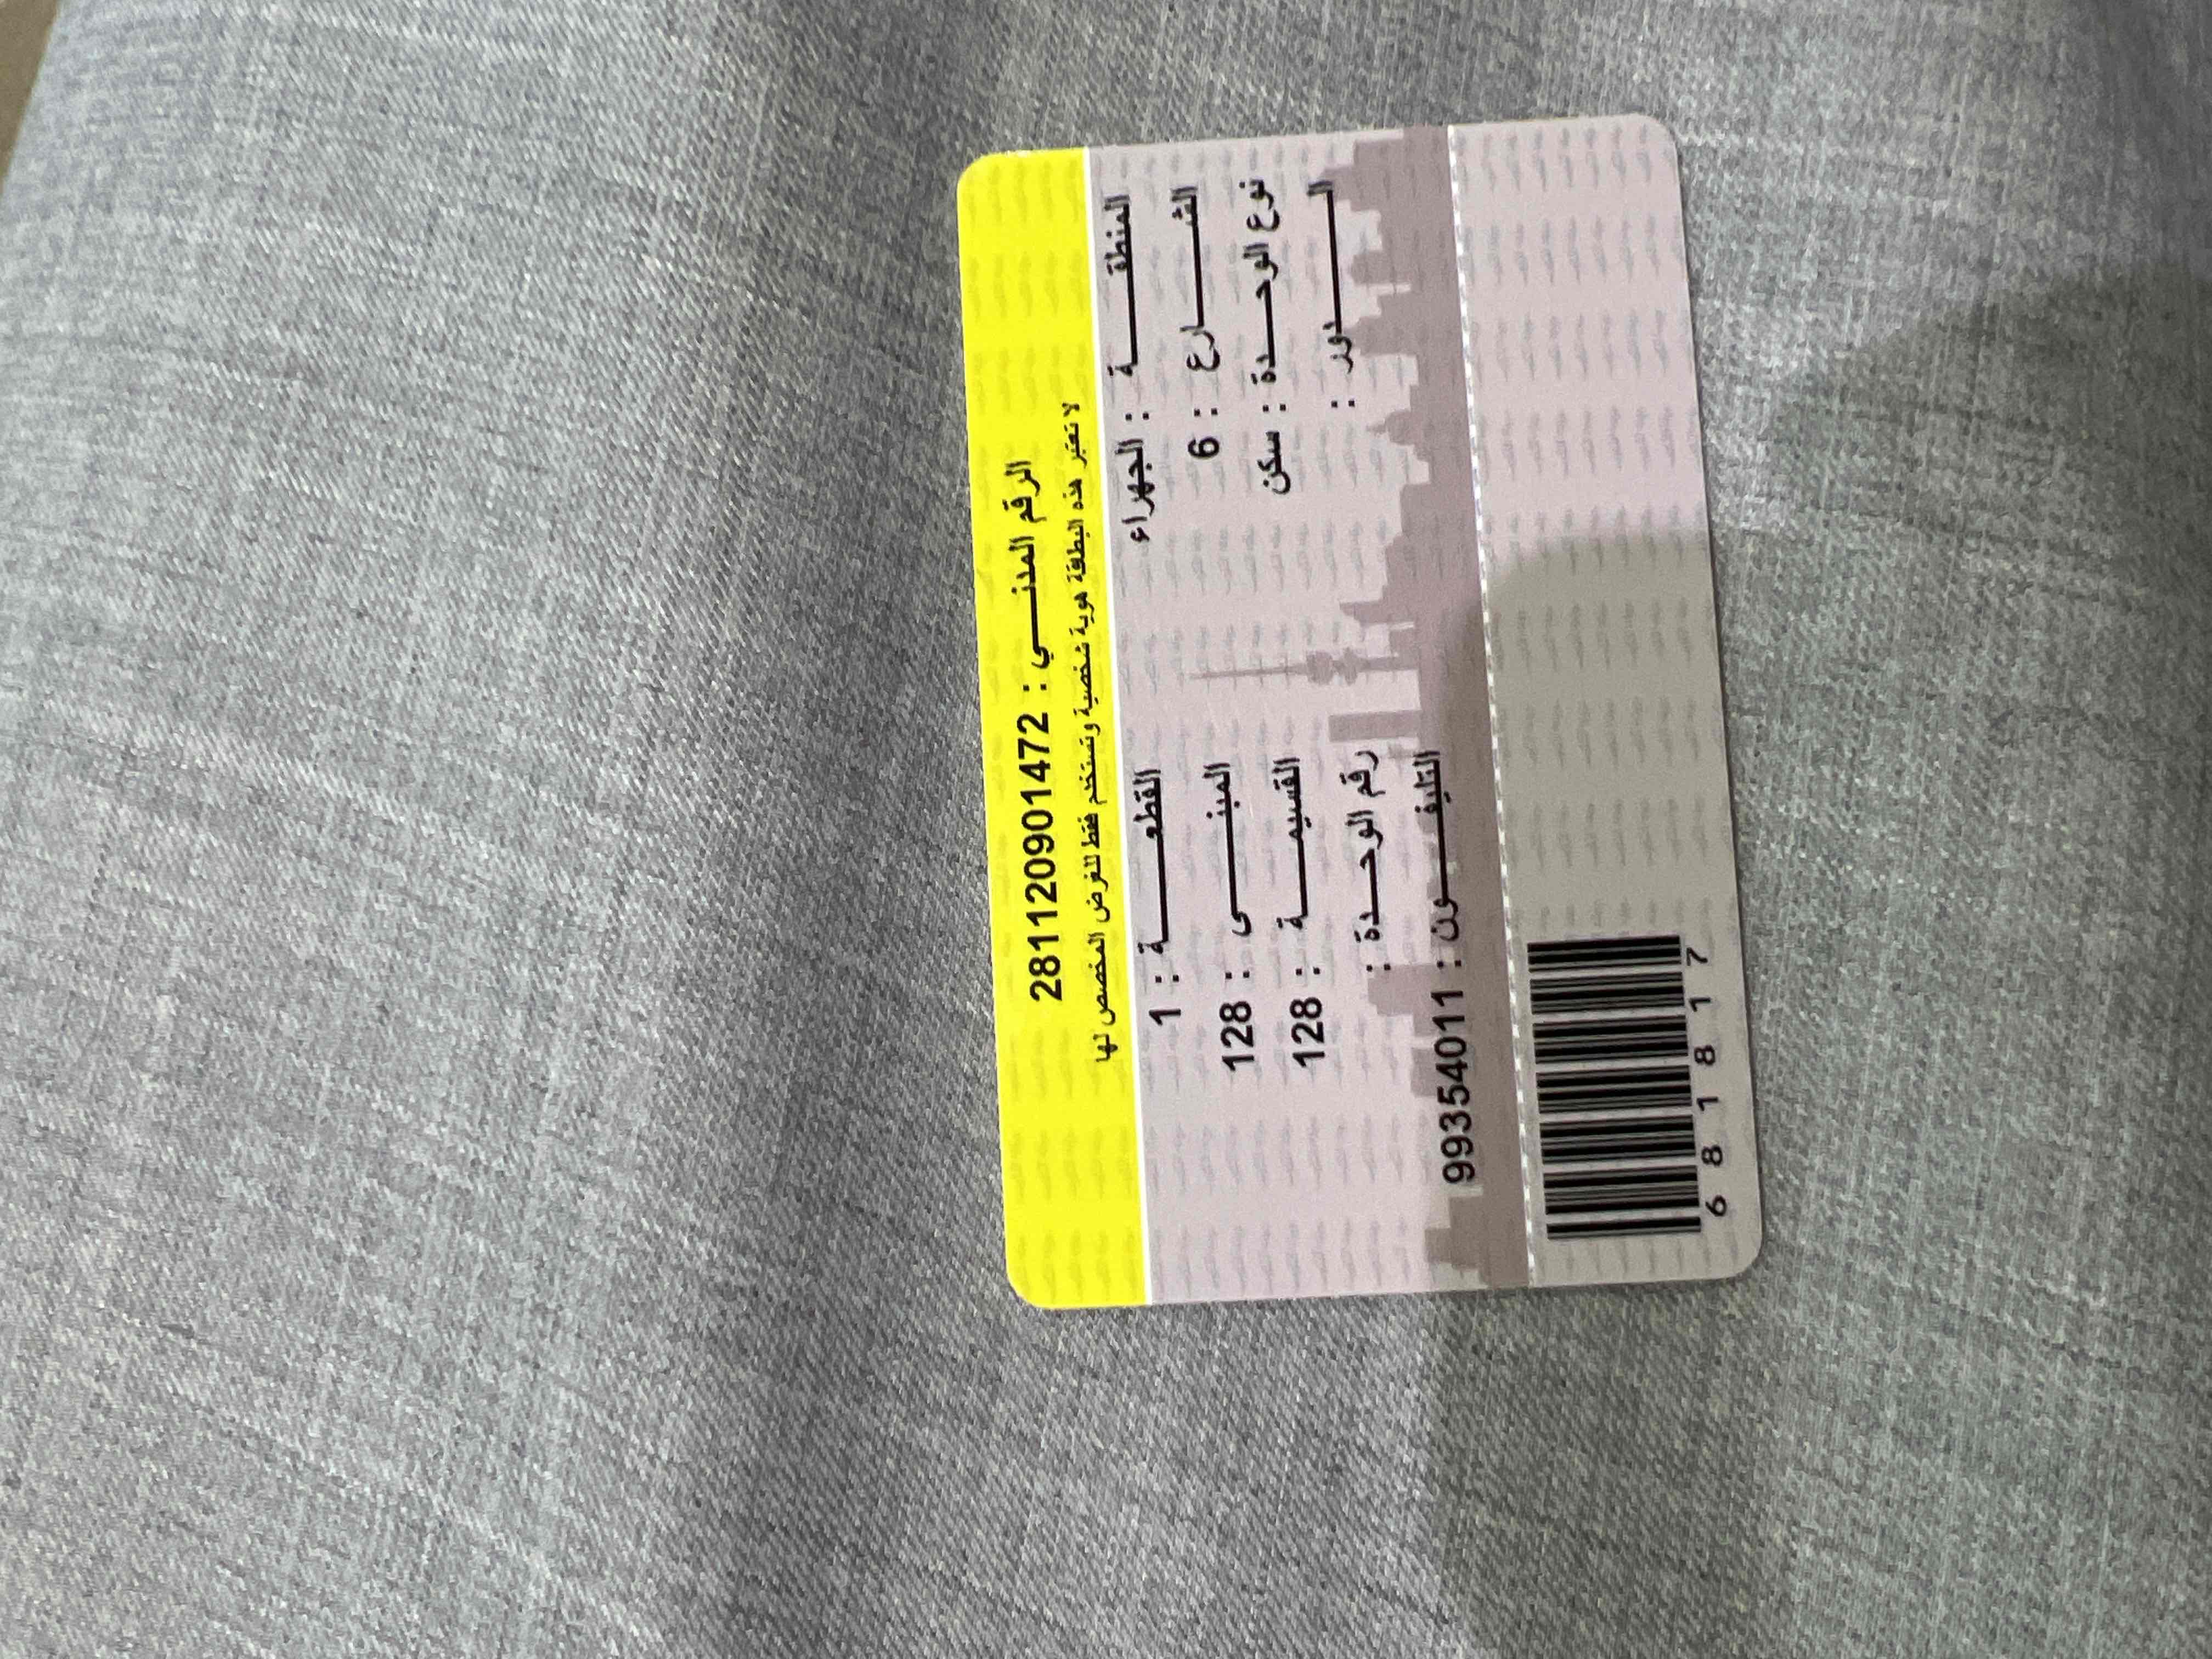 الرقم المدني : 281120901472
لا تعتبر هذه البطاقة هوية شخصية وتستخدم فقط للغرض المخصص لها
المنطقة : الجهراء
القطعة : 1
الشارع : 6
المبنى : 128
نوع الوحدة : سكن
القسيمة : 128
الدور :
رقم الوحدة :
التليفون : 99354011
6 8 1 8 1 7